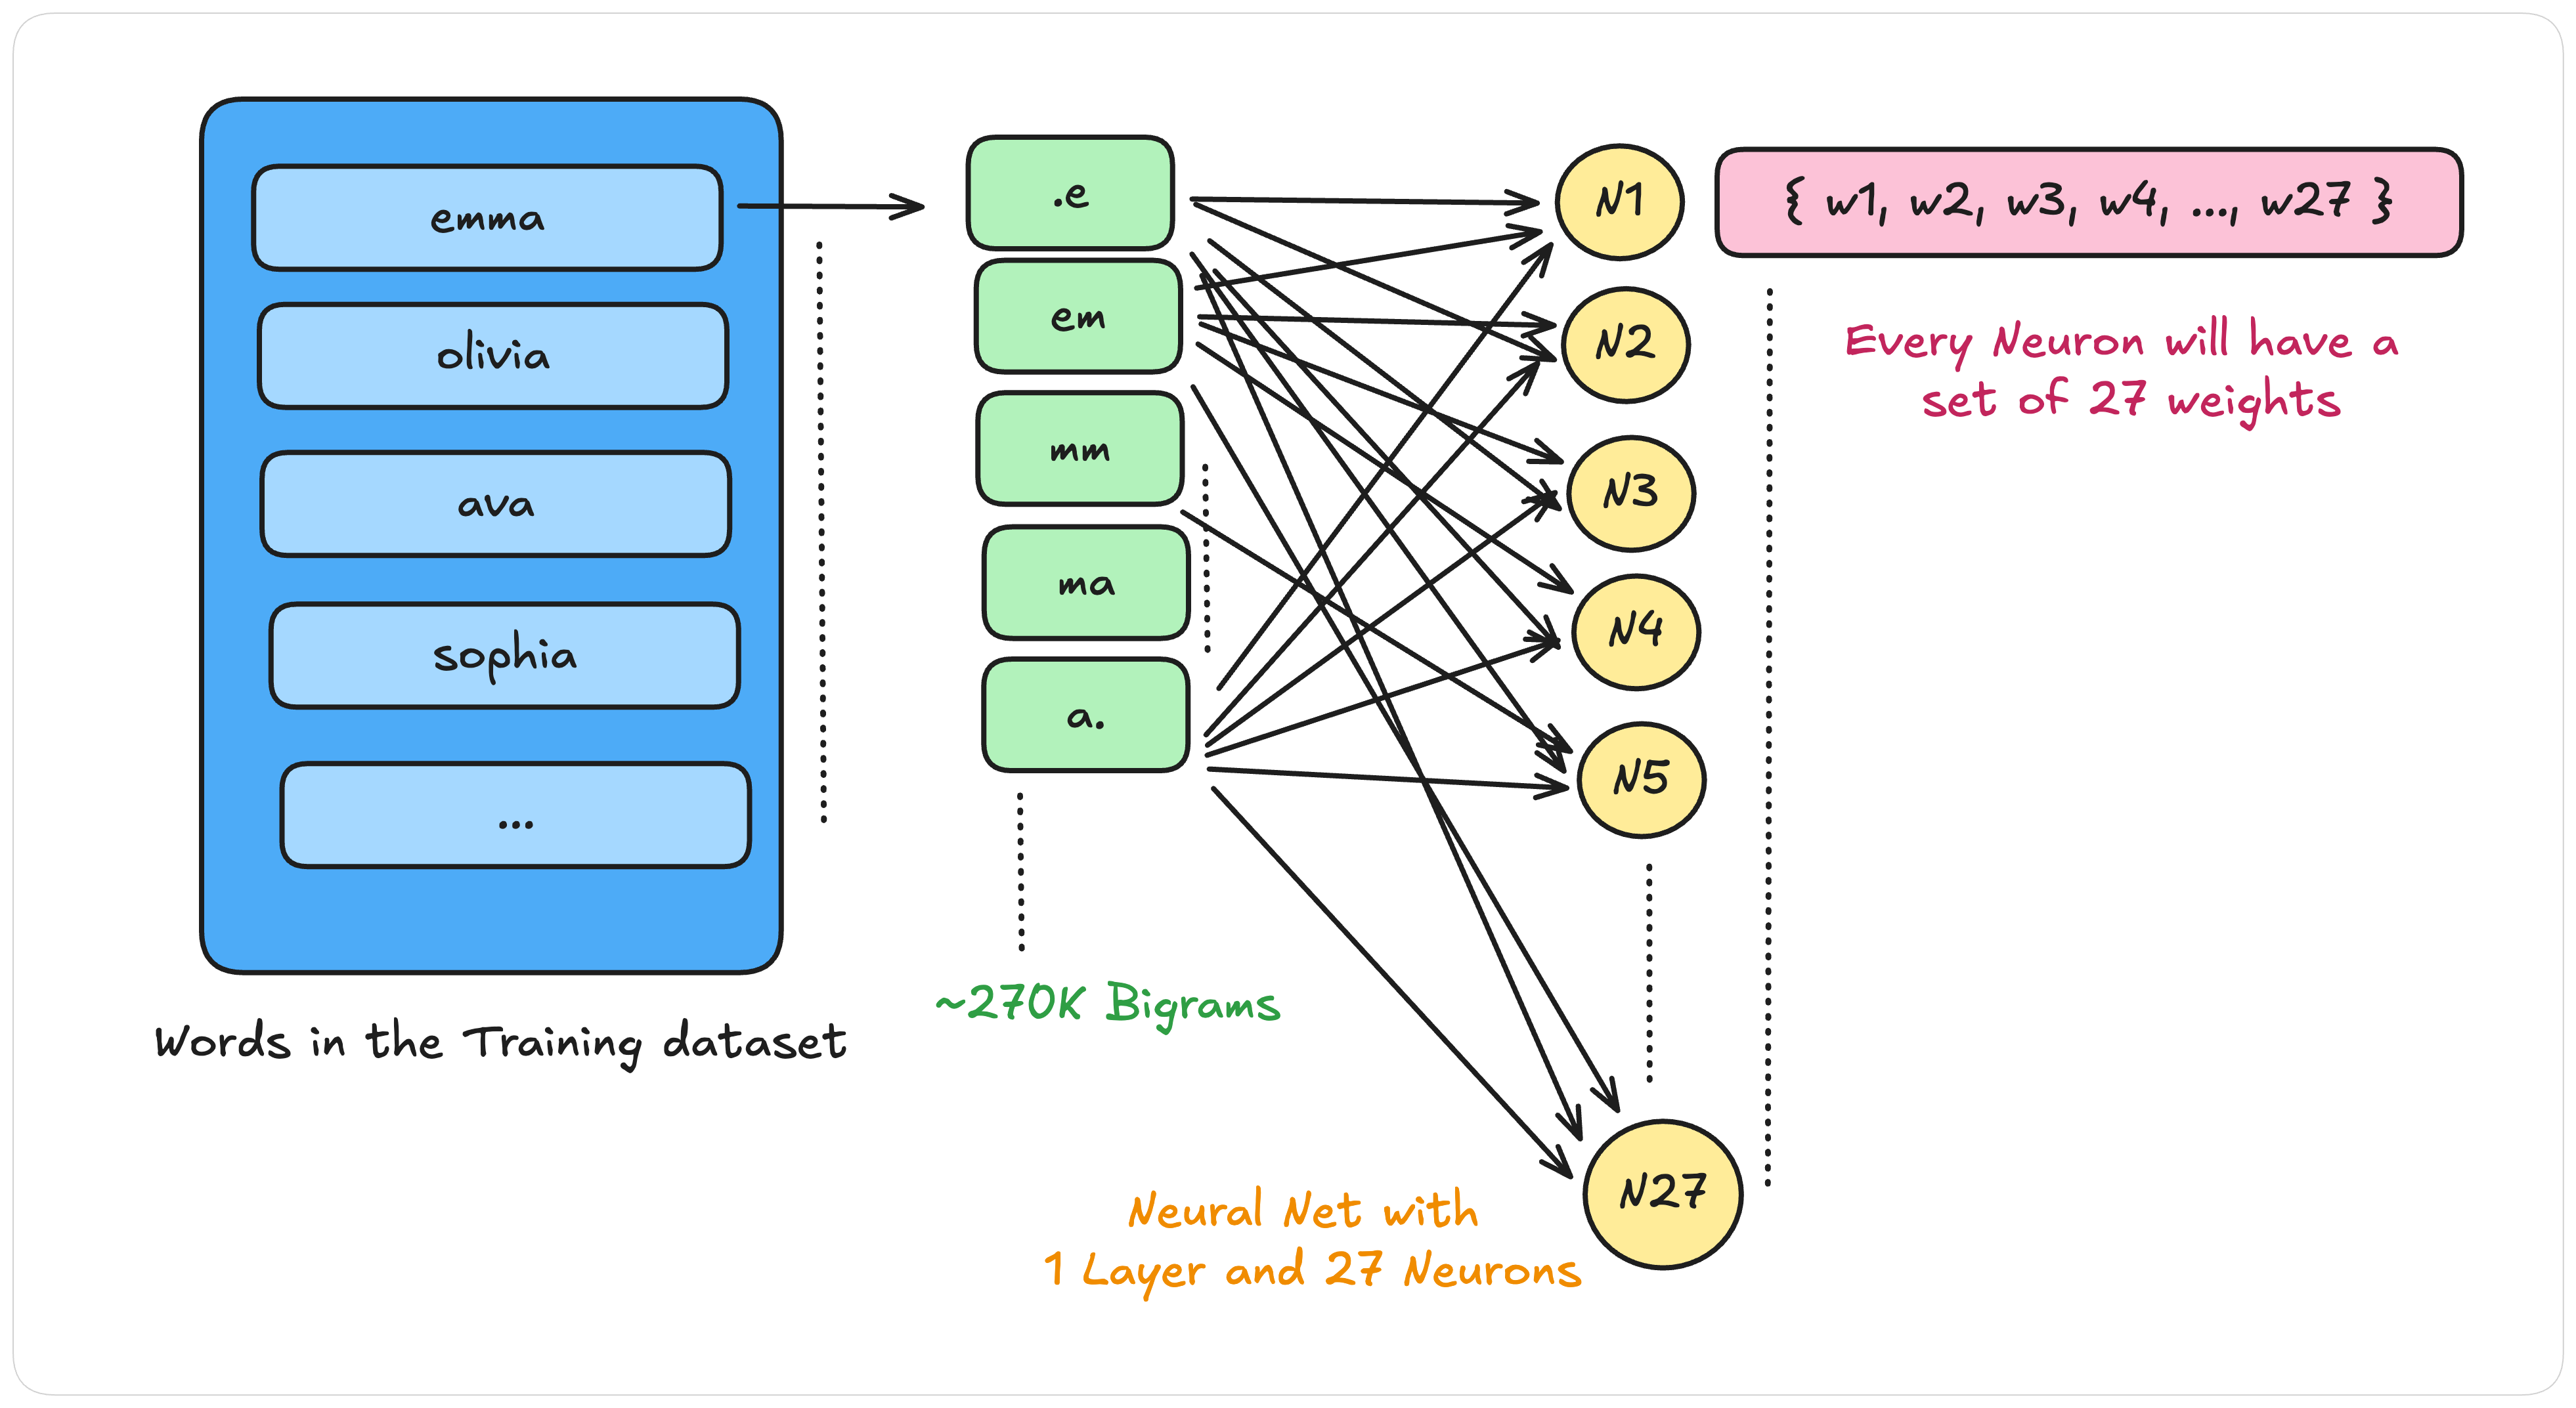 emma
olivia
ava
sophia
...
Words in the Training dataset
.e
em
mm
ma
a.
~270K Bigrams
N1
N2
N3
N4
N5
N27
Neural Net with
1 Layer and 27 Neurons
{ w1, w2, w3, w4, ..., w27 }
Every Neuron will have a
set of 27 weights